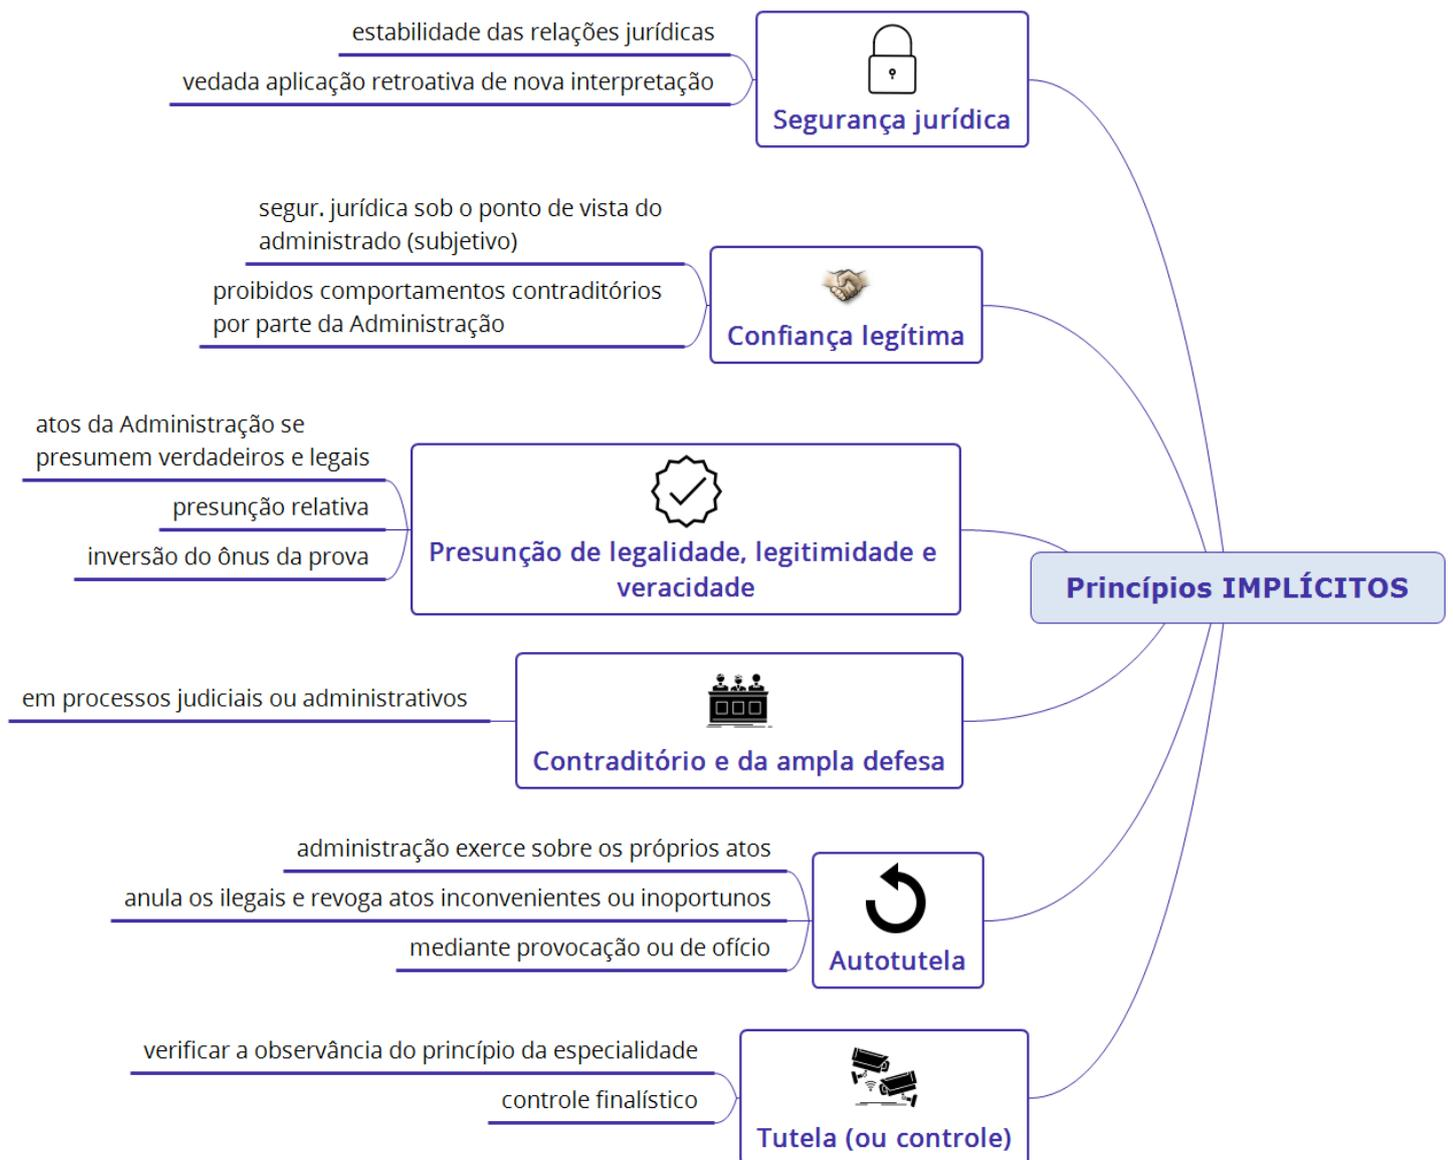 estabilidade das relações jurídicas
vedada aplicação retroativa de nova interpretação
Segurança jurídica
segur. jurídica sob o ponto de vista do
administrado (subjetivo)
proibidos comportamentos contraditórios
por parte da Administração
Confiança legítima
atos da Administração se
presumem verdadeiros e legais
presunção relativa
inversão do ônus da prova
Presunção de legalidade, legitimidade e
veracidade
Princípios IMPLÍCITOS
em processos judiciais ou administrativos
Contraditório e da ampla defesa
administração exerce sobre os próprios atos
anula os ilegais e revoga atos inconvenientes ou inoportunos
mediante provocação ou de ofício
Autotutela
verificar a observância do princípio da especialidade
controle finalístico
Tutela (ou controle)